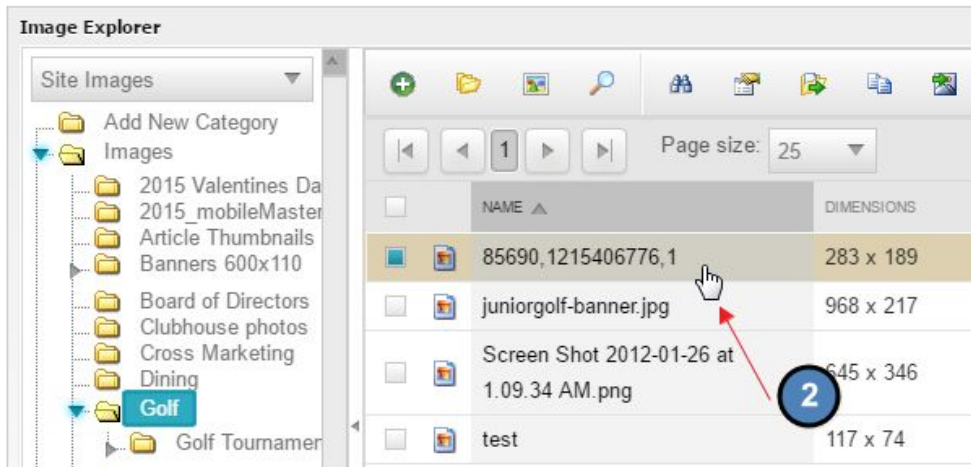 Image Explorer
Site Images
Add New Category
Images
2015 Valentines Da
2015_mobileMaster
Article Thumbnails
Banners 600x110
Board of Directors
Clubhouse photos
Cross Marketing
Dining
Golf
Golf Tournamen
1
Page size: 25
NAME DIMENSIONS
85690,1215406776,1 283 x 189
juniorgolf-banner.jpg 968 x 217
Screen Shot 2012-01-26 at
1.09.34 AM.png 645 x 346
test 117 x 74
2